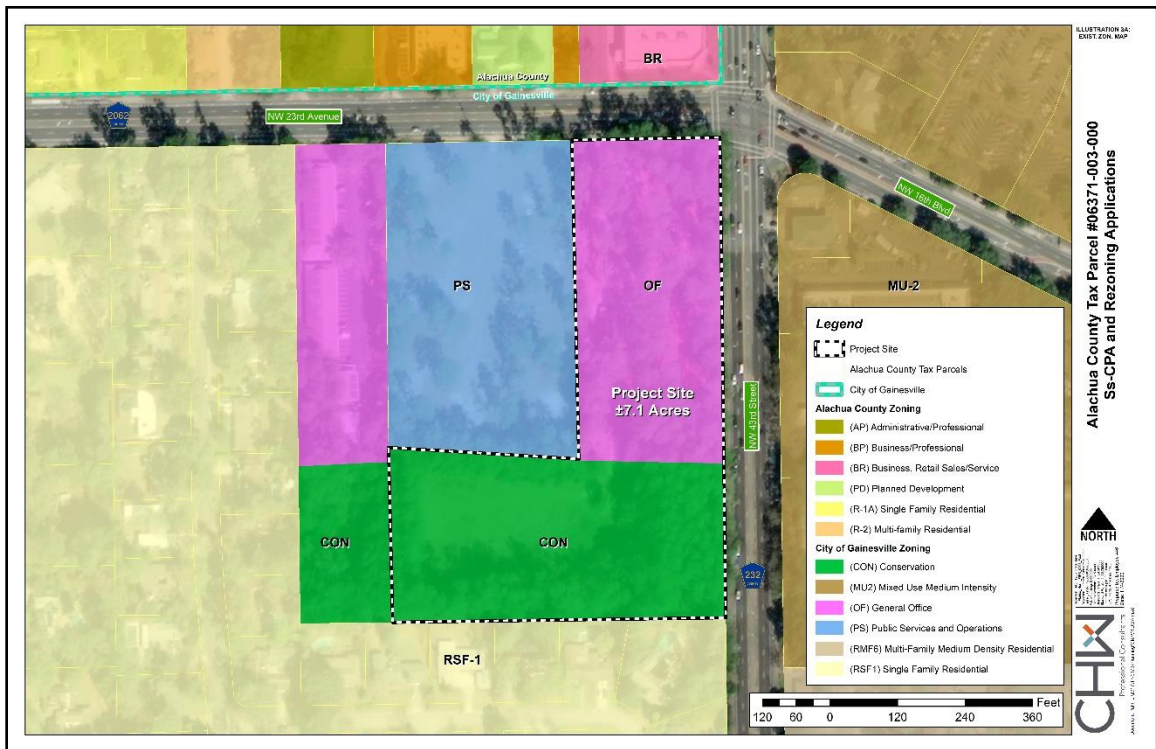 ILLUSTRATION 3A:
EXIST. ZON. MAP
Alachua County Tax Parcel #06371-003-000
Ss-CPA and Rezoning Applications
BR
Alachua County
City of Gainesville
2062
NW 23rd Avenue
NW 16th Blvd
PS
OF
MU-2
Project Site
±7.1 Acres
NW 43rd Street
CON
CON
232
RSF-1
Legend
Project Site
Alachua County Tax Parcels
City of Gainesville
Alachua County Zoning
(AP) Administrative/Professional
(BP) Business/Professional
(BR) Business, Retail Sales/Service
(PD) Planned Development
(R-1A) Single Family Residential
(R-2) Multi-family Residential
City of Gainesville Zoning
(CON) Conservation
(MU2) Mixed Use Medium Intensity
(OF) General Office
(PS) Public Services and Operations
(RMF6) Multi-Family Medium Density Residential
(RSF1) Single Family Residential
Feet
120 60 0 120 240 360
NORTH
CHW
Professional Consultants